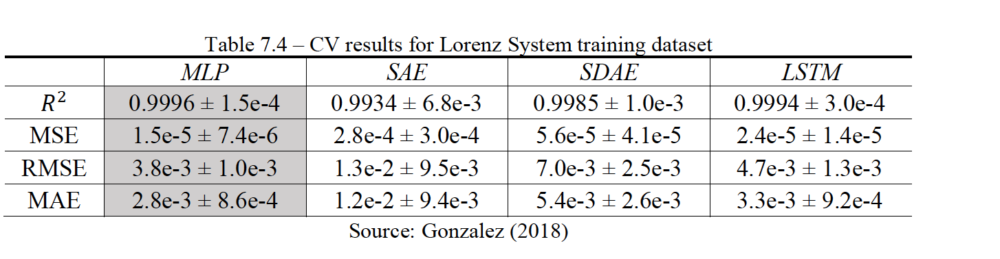 Table 7.4 – CV results for Lorenz System training dataset
MLP SAE SDAE LSTM
R² 0.9996 ± 1.5e-4 0.9934 ± 6.8e-3 0.9985 ± 1.0e-3 0.9994 ± 3.0e-4
MSE 1.5e-5 ± 7.4e-6 2.8e-4 ± 3.0e-4 5.6e-5 ± 4.1e-5 2.4e-5 ± 1.4e-5
RMSE 3.8e-3 ± 1.0e-3 1.3e-2 ± 9.5e-3 7.0e-3 ± 2.5e-3 4.7e-3 ± 1.3e-3
MAE 2.8e-3 ± 8.6e-4 1.2e-2 ± 9.4e-3 5.4e-3 ± 2.6e-3 3.3e-3 ± 9.2e-4
Source: Gonzalez (2018)